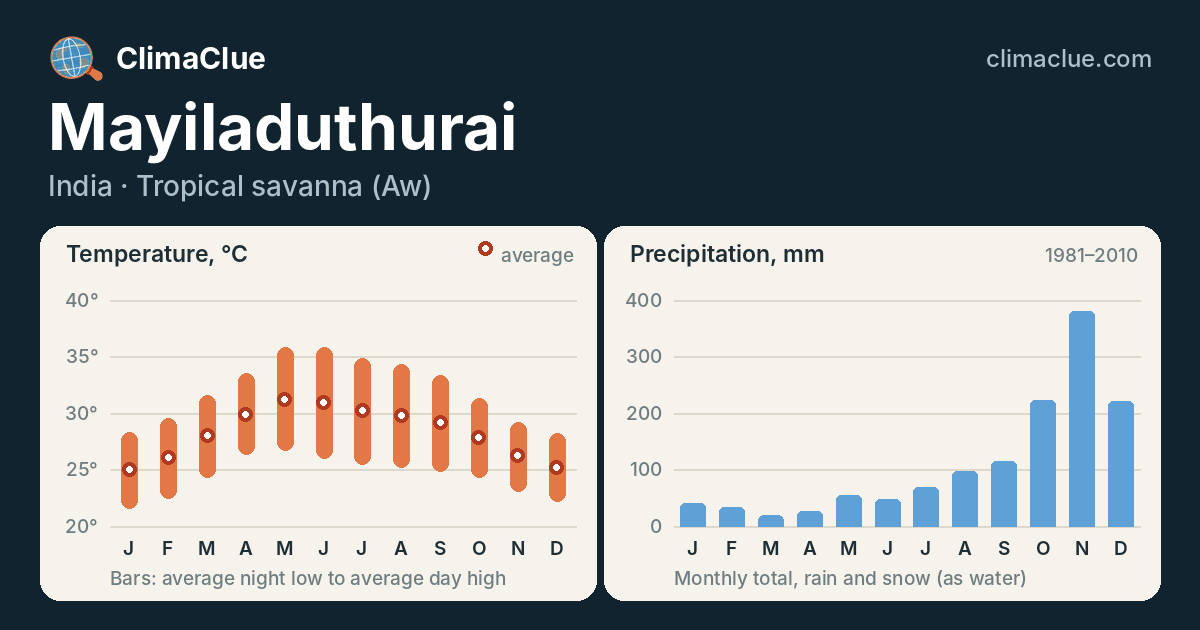 ClimaClue
climaclue.com
Mayiladuthurai
India · Tropical savanna (Aw)
Temperature, °C
average
40°
35°
30°
25°
20°
J F M A M J J A S O N D
Bars: average night low to average day high
Precipitation, mm
1981–2010
400
300
200
100
0
J F M A M J J A S O N D
Monthly total, rain and snow (as water)